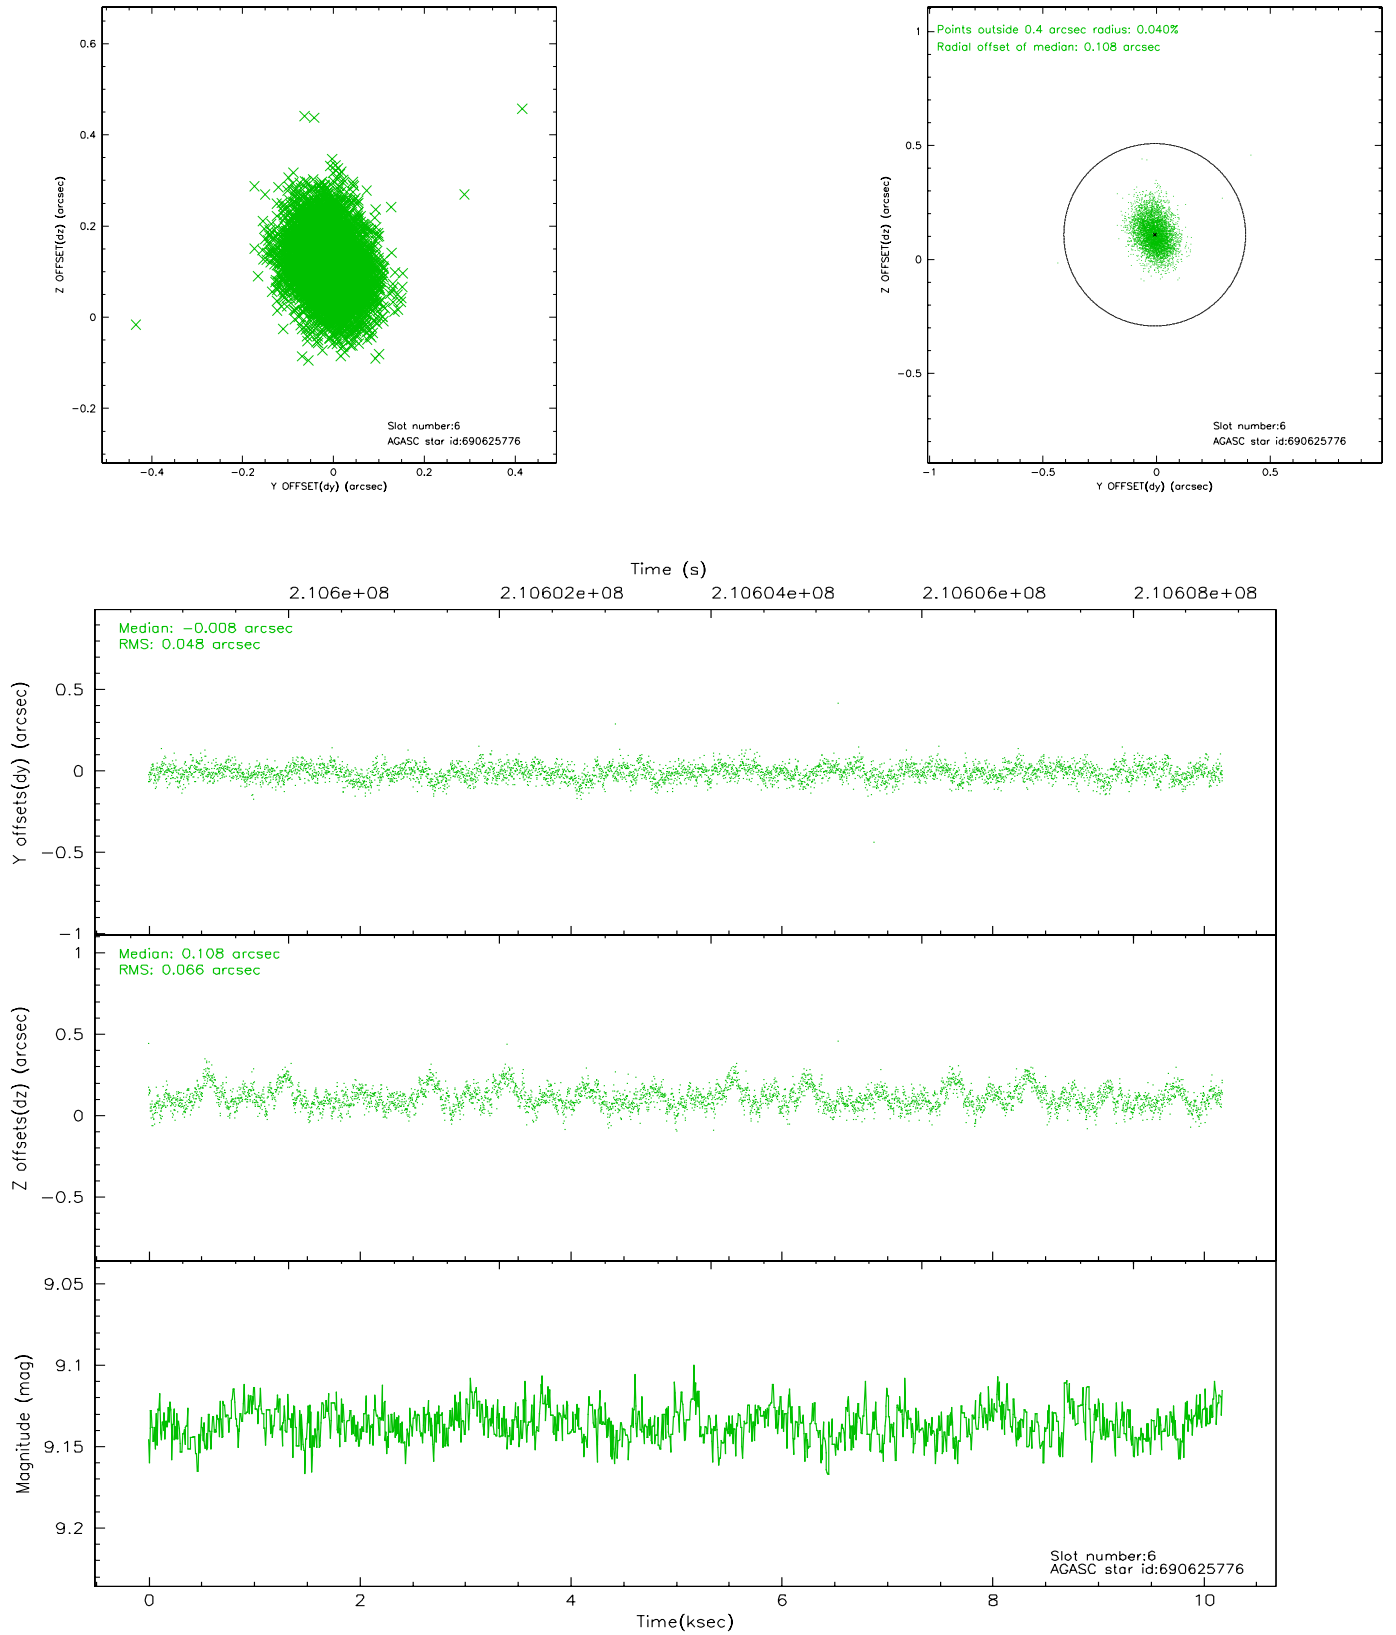 0.6
0.4
0.2
0
−0.2
Z OFFSET(dz) (arcsec)
Slot number:6
AGASC star id:690625776
−0.4 −0.2 0 0.2 0.4
Y OFFSET(dy) (arcsec)
Points outside 0.4 arcsec radius: 0.040%
Radial offset of median: 0.108 arcsec
1
0.5
0
−0.5
Z OFFSET(dz) (arcsec)
Slot number:6
AGASC star id:690625776
−1 −0.5 0 0.5
Y OFFSET(dy) (arcsec)
Time (s)
2.106e+08 2.10602e+08 2.10604e+08 2.10606e+08 2.10608e+08
Median: −0.008 arcsec
RMS: 0.048 arcsec
0.5
0
−0.5
−1
Y offsets(dy) (arcsec)
Median: 0.108 arcsec
RMS: 0.066 arcsec
1
0.5
0
−0.5
Z offsets(dz) (arcsec)
9.05
9.1
9.15
9.2
Magnitude (mag)
Slot number:6
AGASC star id:690625776
0 2 4 6 8 10
Time(ksec)